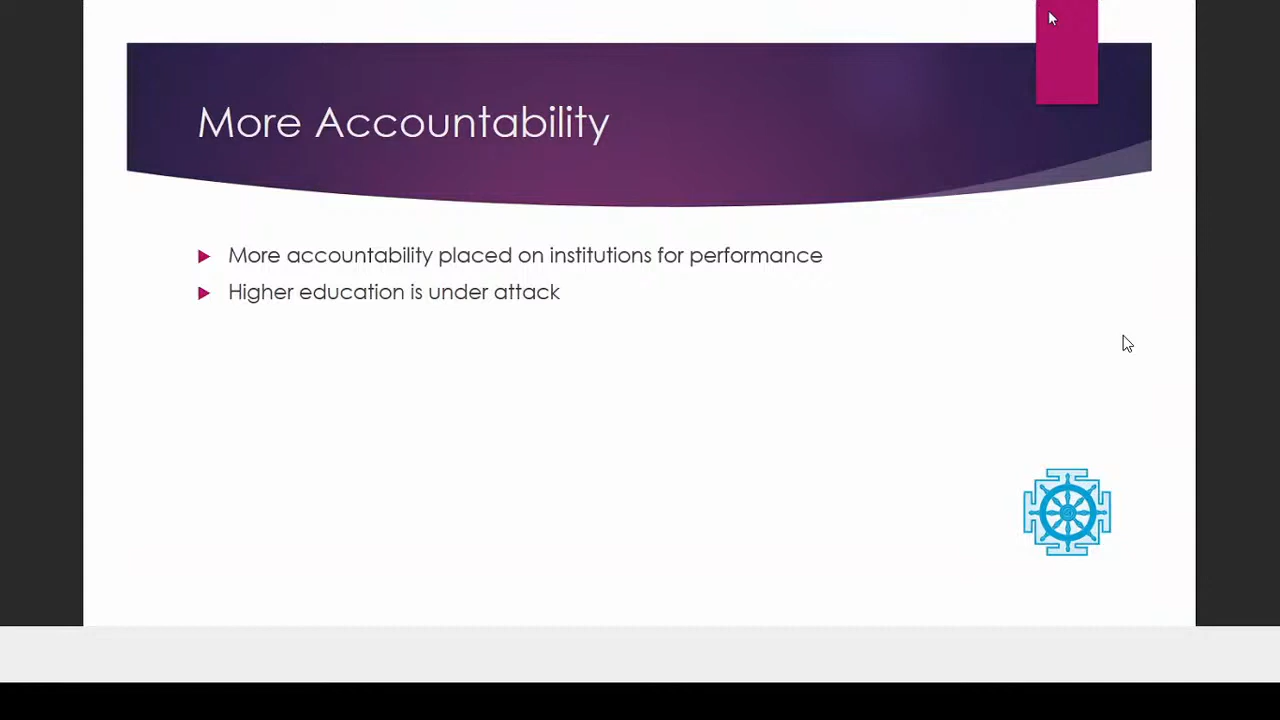 More Accountability
More accountability placed on institutions for performance
Higher education is under attack